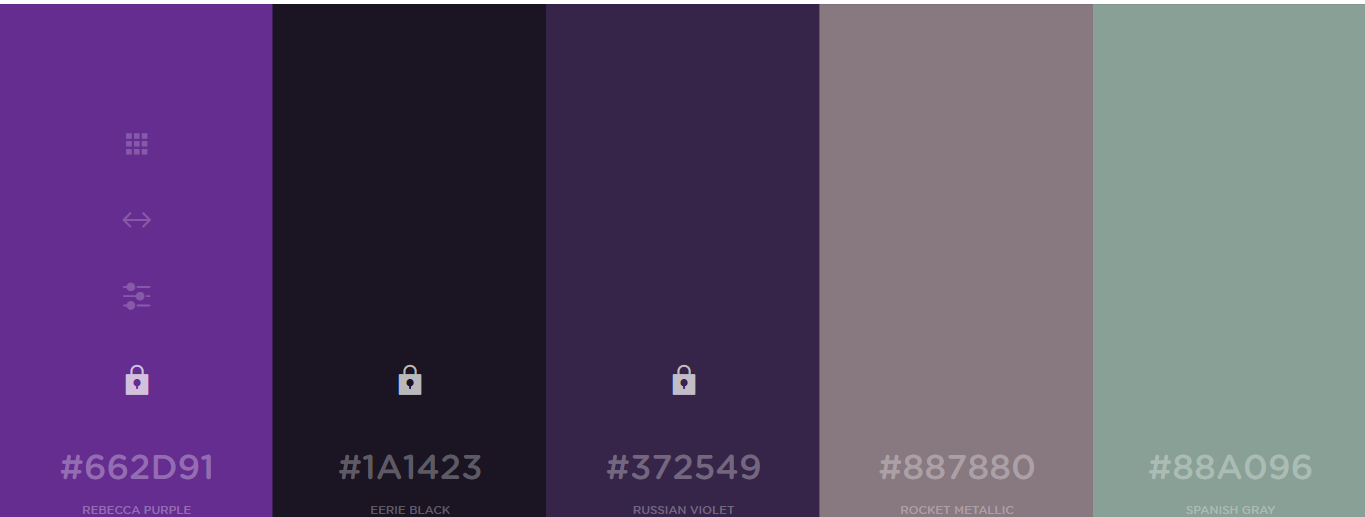 #662D91
REBECCA PURPLE
#1A1423
EERIE BLACK
#372549
RUSSIAN VIOLET
#887880
ROCKET METALLIC
#88A096
SPANISH GRAY